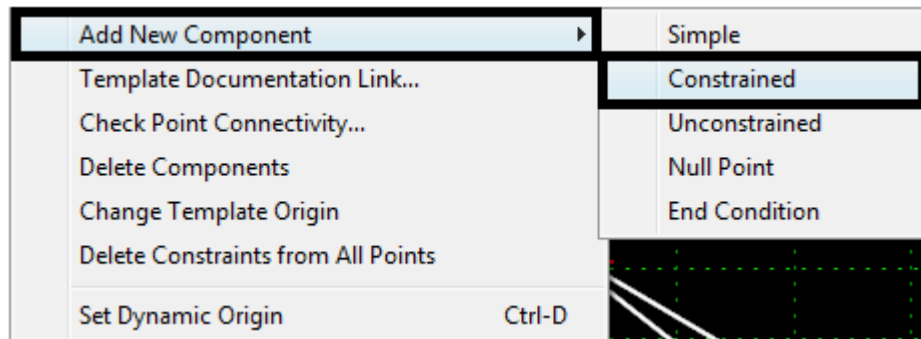 Add New Component
Template Documentation Link...
Check Point Connectivity...
Delete Components
Change Template Origin
Delete Constraints from All Points
Set Dynamic Origin Ctrl-D
Simple
Constrained
Unconstrained
Null Point
End Condition